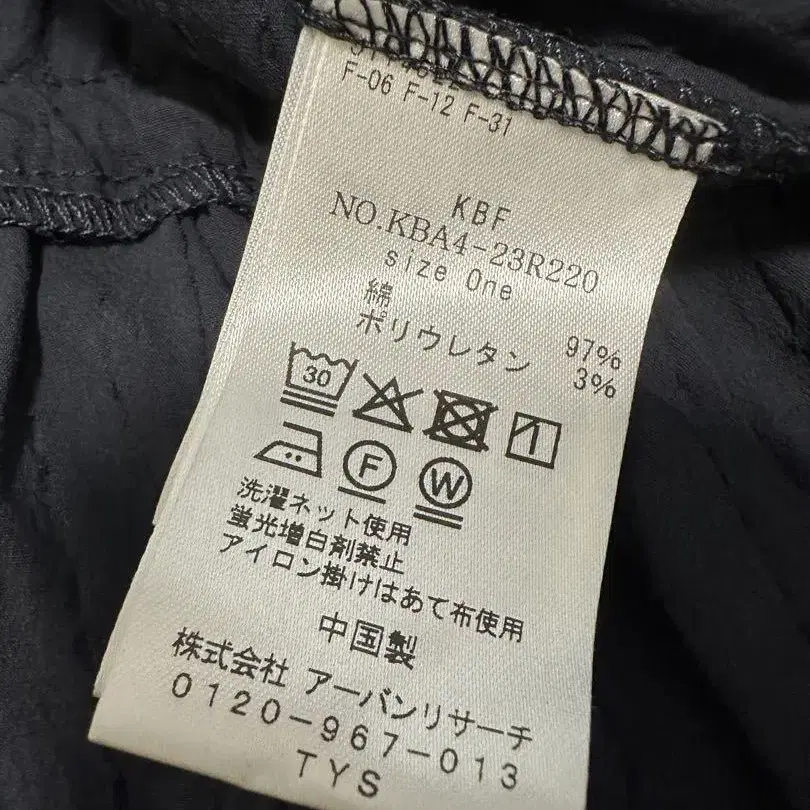 F-06 F-12 F-31
KBF
NO.KBA4-23R220
size One
綿 97%
ポリウレタン 3%
30
1
F W
洗濯ネット使用
蛍光増白剤禁止
アイロン掛けはあて布使用
中国製
株式会社 アーバンリサーチ
0120-967-013
TYS